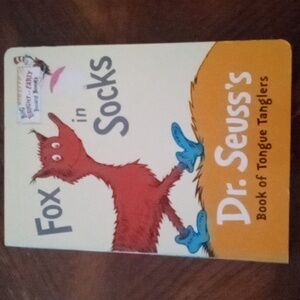 Fox
in
Socks
Dr. Seuss's
Book of Tongue Tanglers